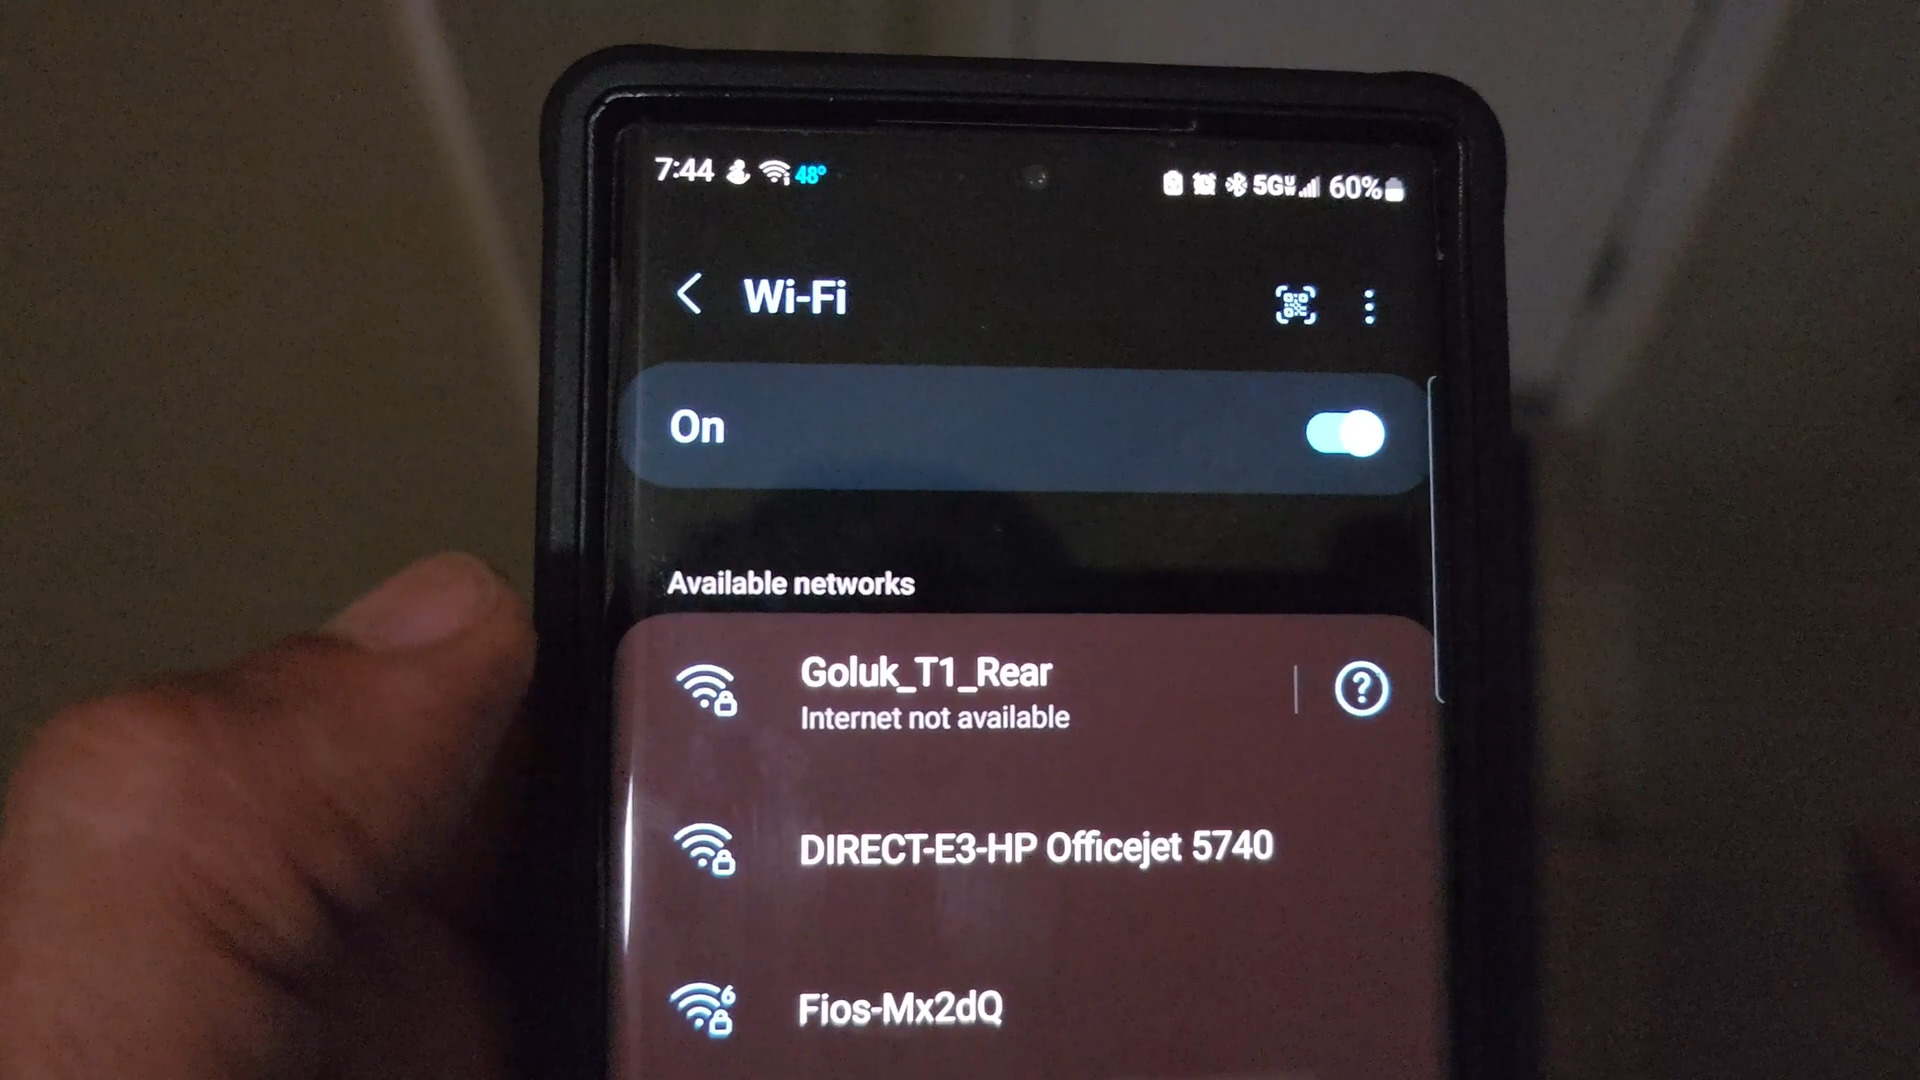 7:44 48° 5G 60%
Wi-Fi
On
Available networks
Goluk_T1_Rear
Internet not available
DIRECT-E3-HP Officejet 5740
6
Fios-Mx2dQ